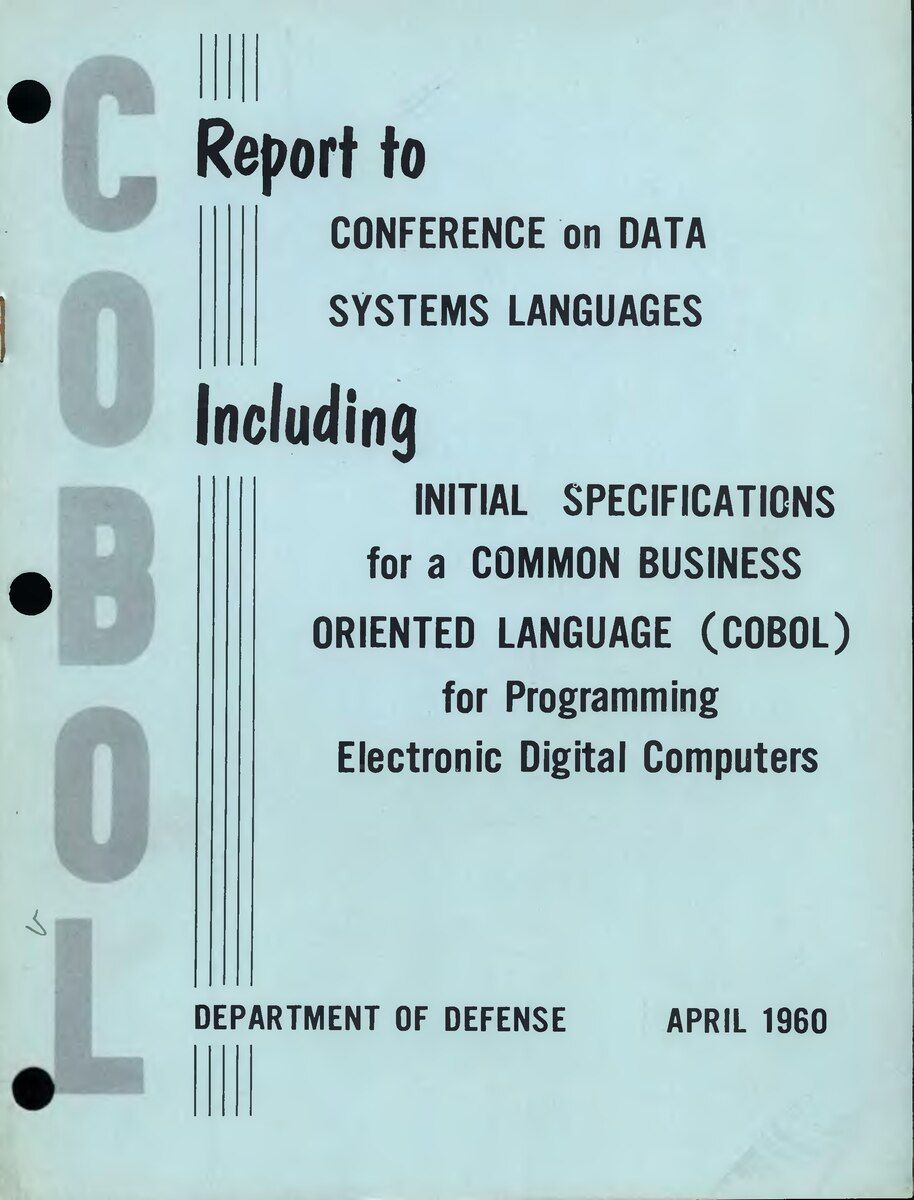 COBOL
Report to
CONFERENCE on DATA
SYSTEMS LANGUAGES
Including
INITIAL SPECIFICATIONS
for a COMMON BUSINESS
ORIENTED LANGUAGE (COBOL)
for Programming
Electronic Digital Computers
DEPARTMENT OF DEFENSE APRIL 1960